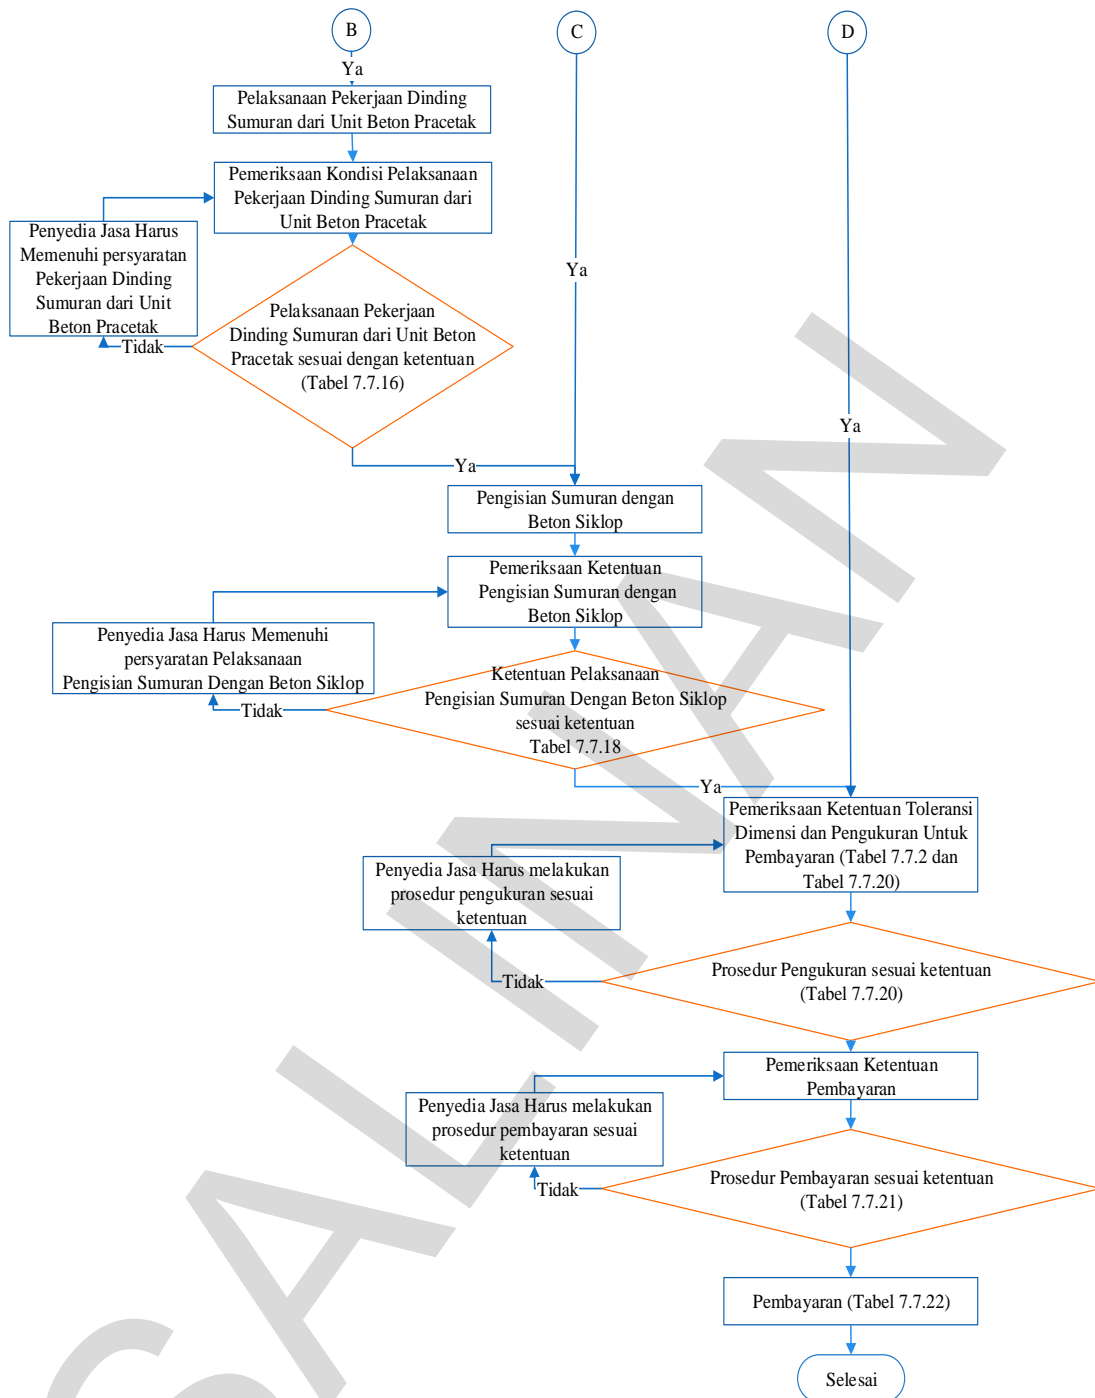 B
C
D
Ya
Pelaksanaan Pekerjaan Dinding
Sumuran dari Unit Beton Pracetak
Pemeriksaan Kondisi Pelaksanaan
Pekerjaan Dinding Sumuran dari
Unit Beton Pracetak
Penyedia Jasa Harus
Memenuhi persyaratan
Pekerjaan Dinding
Sumuran dari Unit
Beton Pracetak
Ya
Pelaksanaan Pekerjaan
Dinding Sumuran dari Unit Beton
Pracetak sesuai dengan ketentuan
(Tabel 7.7.16)
Tidak
Ya
Ya
Pengisian Sumuran dengan
Beton Siklop
Pemeriksaan Ketentuan
Pengisian Sumuran dengan
Beton Siklop
Penyedia Jasa Harus Memenuhi
persyaratan Pelaksanaan
Pengisian Sumuran Dengan Beton Siklop
Ketentuan Pelaksanaan
Pengisian Sumuran Dengan Beton Siklop
sesuai ketentuan
Tabel 7.7.18
Tidak
Ya
Pemeriksaan Ketentuan Toleransi
Dimensi dan Pengukuran Untuk
Pembayaran (Tabel 7.7.2 dan
Tabel 7.7.20)
Penyedia Jasa Harus melakukan
prosedur pengukuran sesuai
ketentuan
Prosedur Pengukuran sesuai ketentuan
(Tabel 7.7.20)
Tidak
Pemeriksaan Ketentuan
Pembayaran
Penyedia Jasa Harus melakukan
prosedur pembayaran sesuai
ketentuan
Prosedur Pembayaran sesuai ketentuan
(Tabel 7.7.21)
Tidak
Pembayaran (Tabel 7.7.22)
Selesai
SALINAN